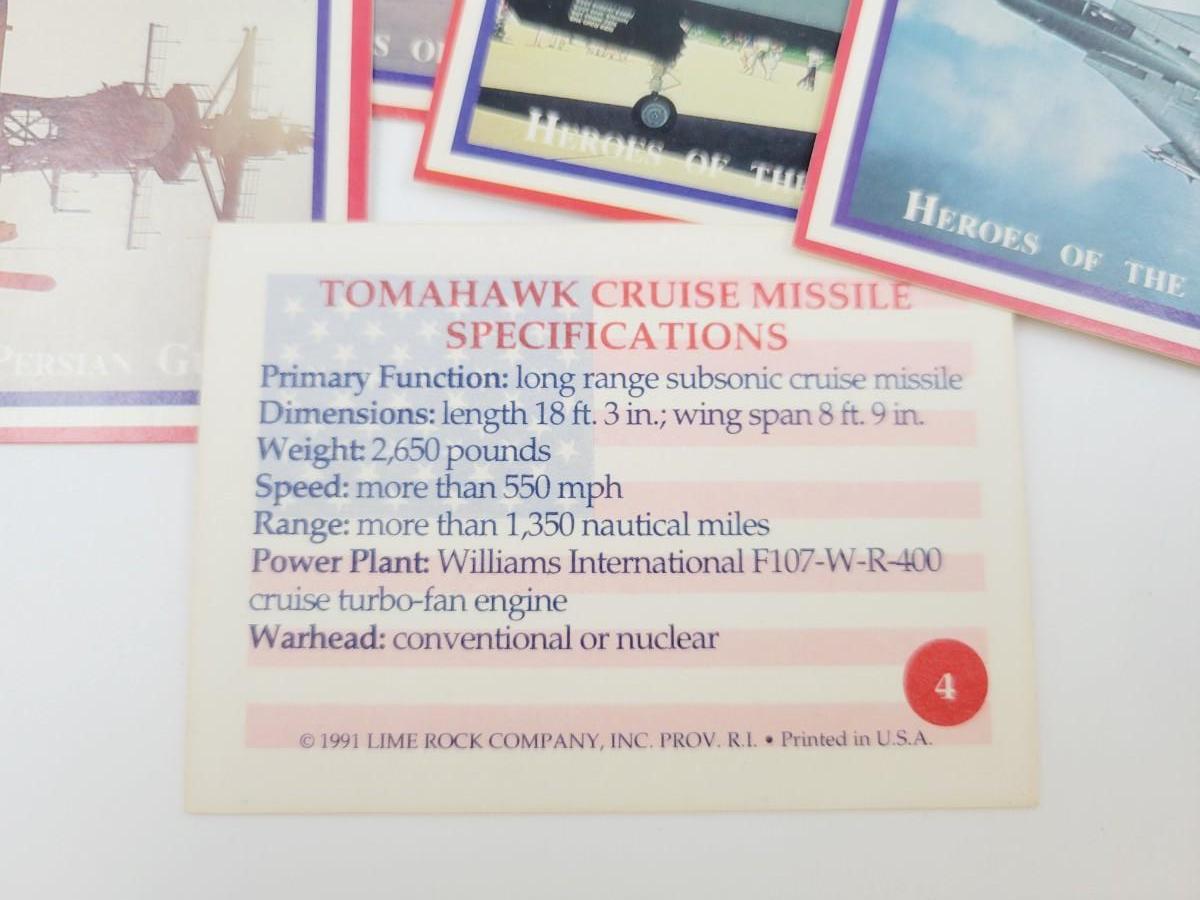 S O
HEROES OF THE
HEROES OF THE
PERSIAN G
TOMAHAWK CRUISE MISSILE
SPECIFICATIONS
Primary Function: long range subsonic cruise missile
Dimensions: length 18 ft. 3 in.; wing span 8 ft. 9 in.
Weight: 2,650 pounds
Speed: more than 550 mph
Range: more than 1,350 nautical miles
Power Plant: Williams International F107-W-R-400
cruise turbo-fan engine
Warhead: conventional or nuclear
4
© 1991 LIME ROCK COMPANY, INC. PROV. R.I. • Printed in U.S.A.